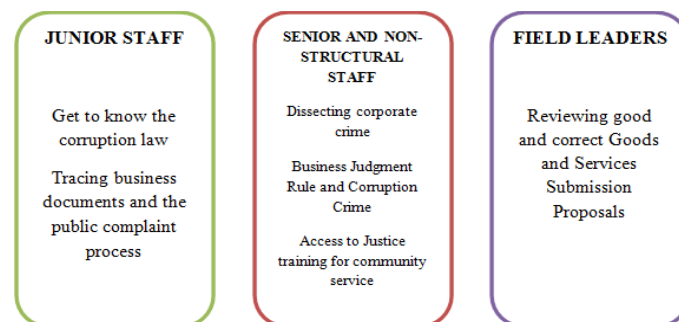 JUNIOR STAFF
Get to know the
corruption law
Tracing business
documents and the
public complaint
process
SENIOR AND NON-
STRUCTURAL
STAFF
Dissecting corporate
crime
Business Judgment
Rule and Corruption
Crime
Access to Justice
training for community
service
FIELD LEADERS
Reviewing good
and correct Goods
and Services
Submission
Proposals